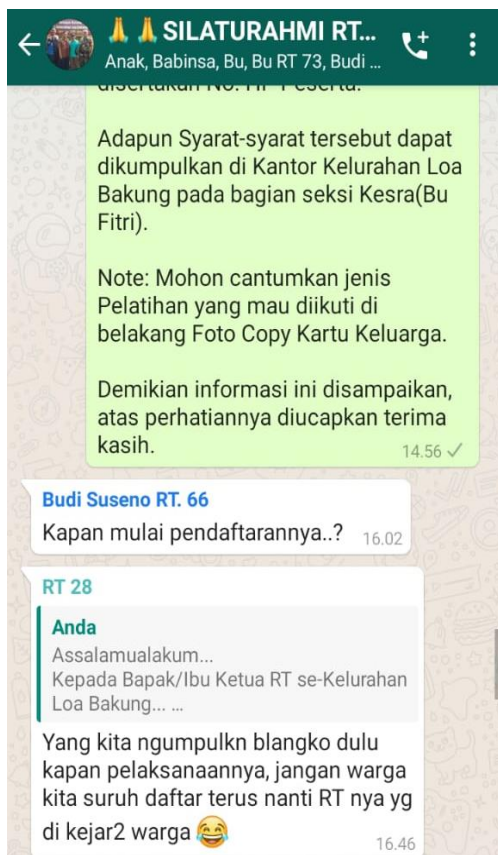 SILATURAHMI RT...
Anak, Babinsa, Bu, Bu RT 73, Budi ...
disertakan No. HP Peserta.
Adapun Syarat-syarat tersebut dapat
dikumpulkan di Kantor Kelurahan Loa
Bakung pada bagian seksi Kesra(Bu
Fitri).
Note: Mohon cantumkan jenis
Pelatihan yang mau diikuti di
belakang Foto Copy Kartu Keluarga.
Demikian informasi ini disampaikan,
atas perhatiannya diucapkan terima
kasih.
14.56
Budi Suseno RT. 66
Kapan mulai pendaftarannya..?
16.02
RT 28
Anda
Assalamualakum...
Kepada Bapak/Ibu Ketua RT se-Kelurahan
Loa Bakung... ...
Yang kita ngumpulkn blangko dulu
kapan pelaksanaannya, jangan warga
kita suruh daftar terus nanti RT nya yg
di kejar2 warga 😂
16.46